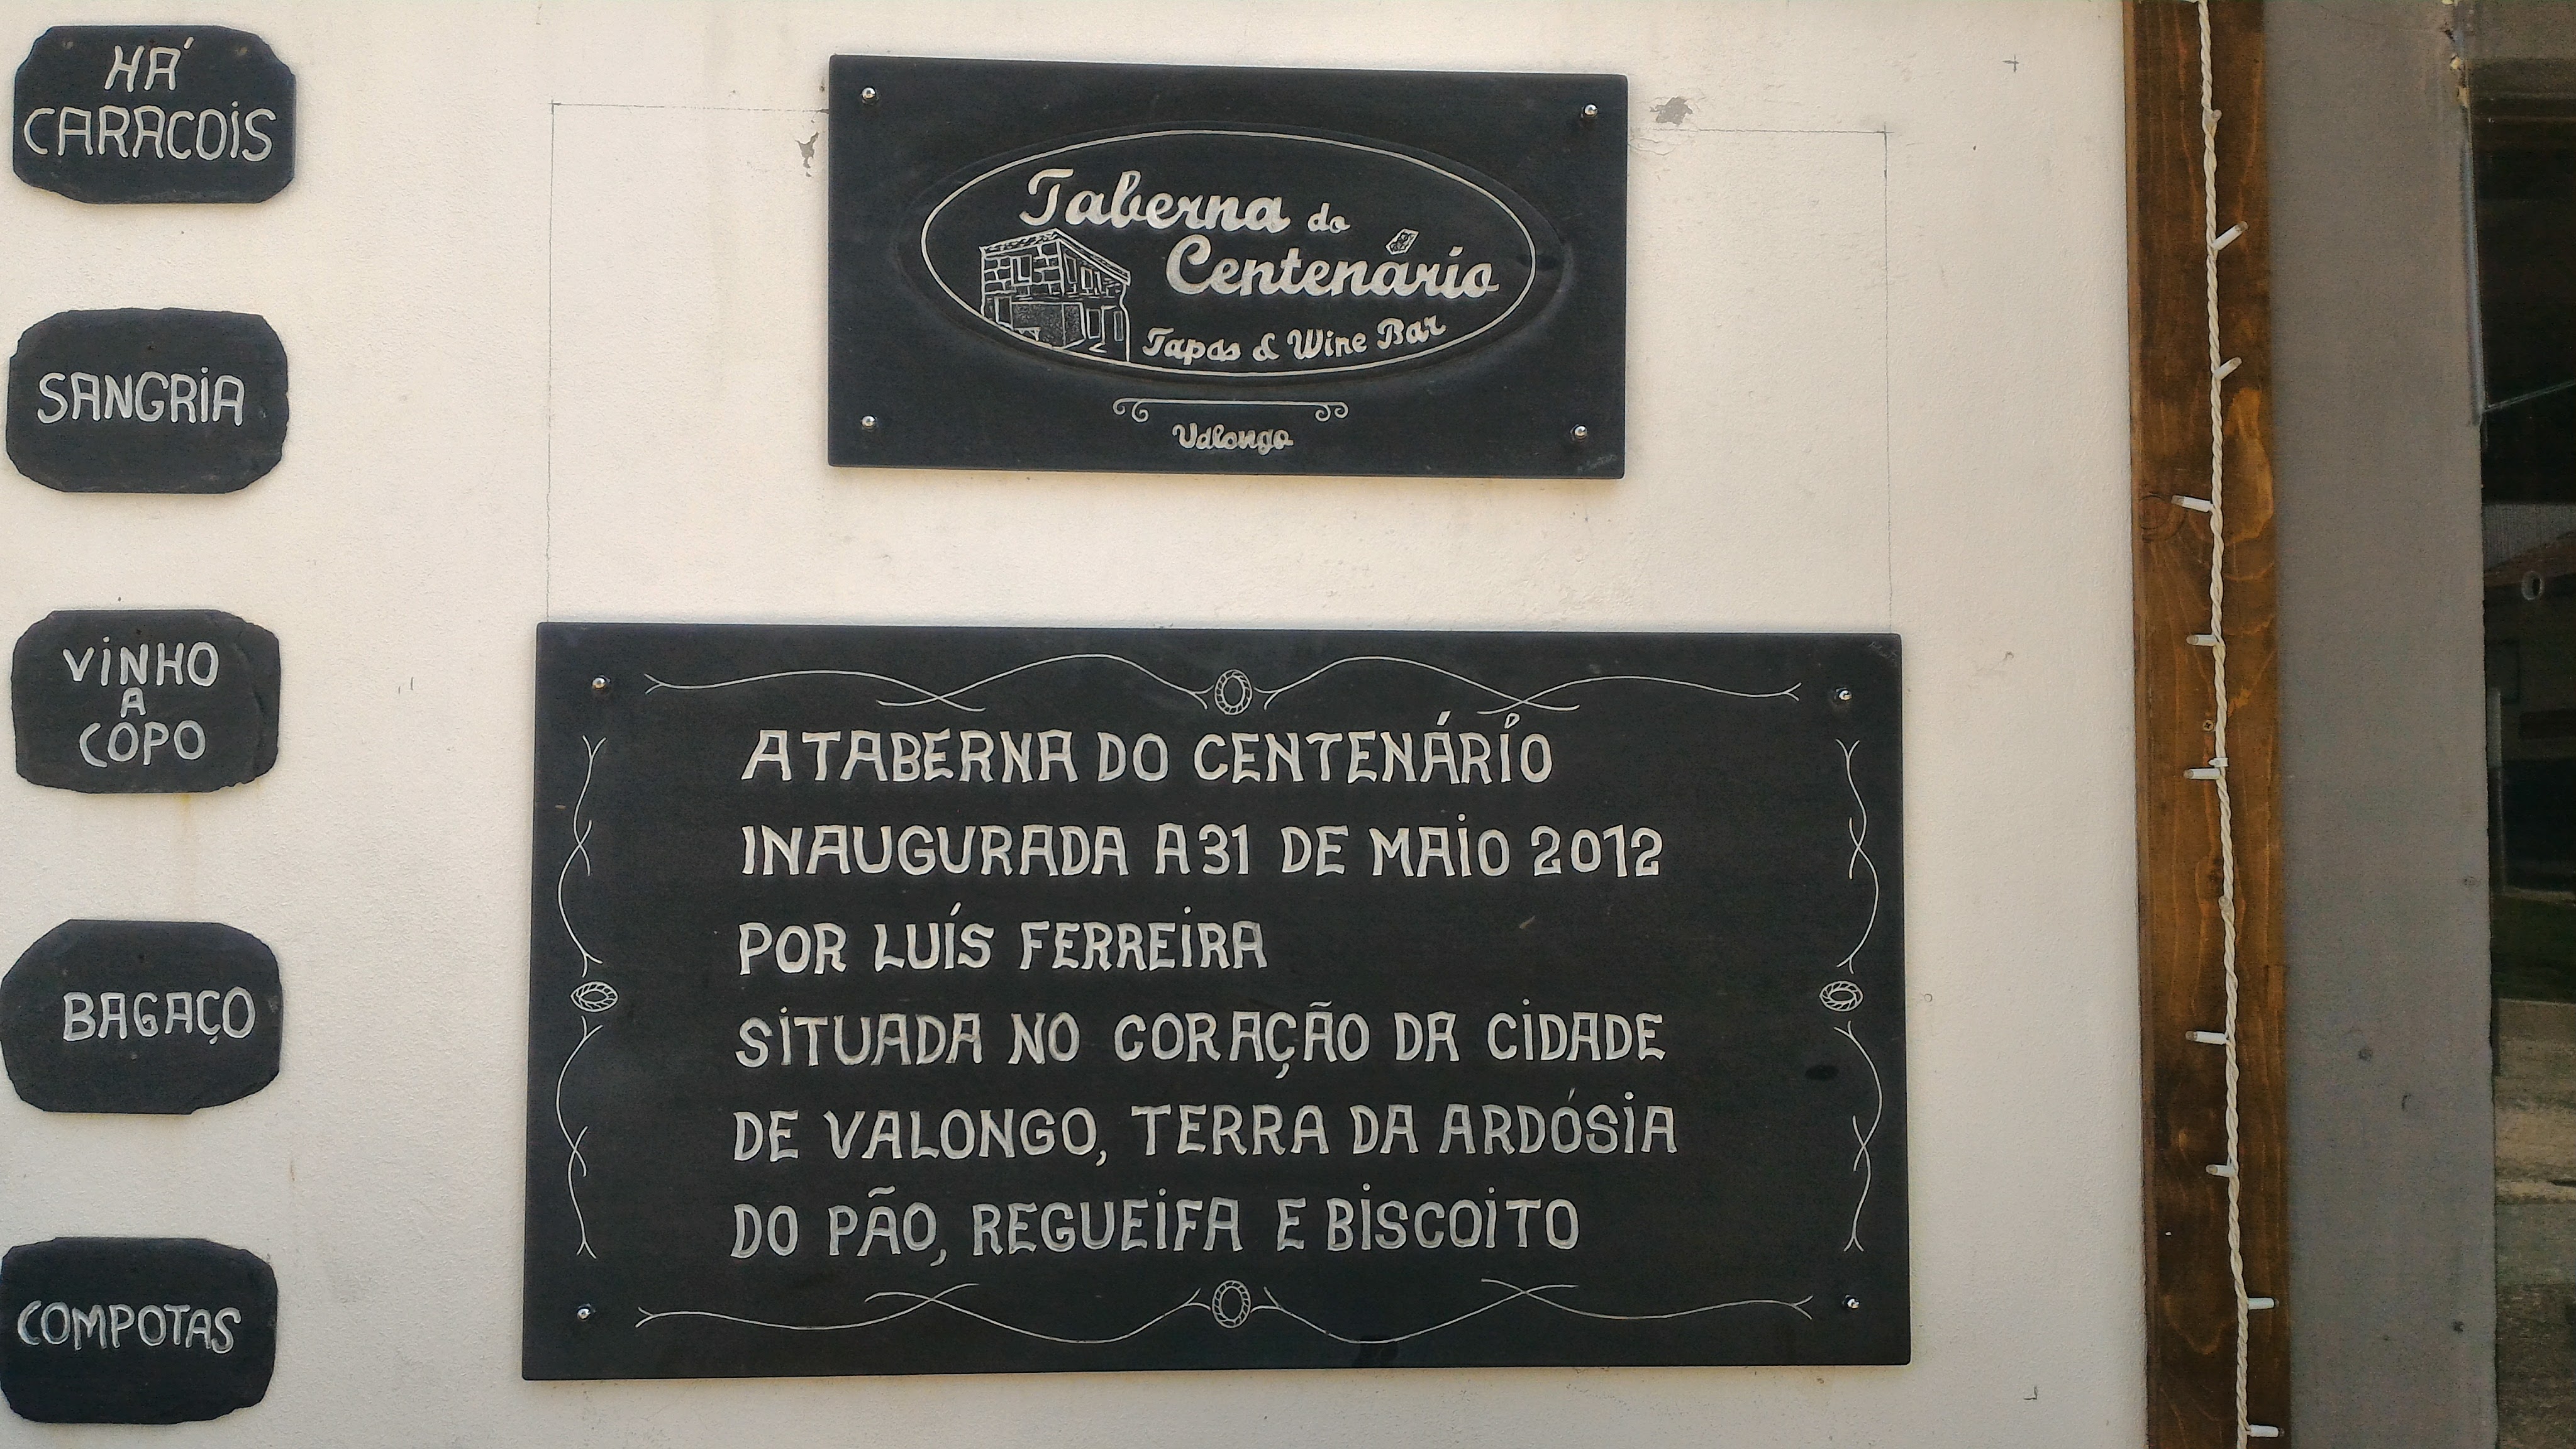 HÁ
CARACOIS
SANGRIA
VINHO
A
COPO
BAGAÇO
COMPOTAS
Taberna do
Centenário
Tapas & Wine Bar
Valongo
A TABERNA DO CENTENÁRIO
INAUGURADA A 31 DE MAIO 2012
POR LUÍS FERREIRA
SITUADA NO CORAÇÃO DA CIDADE
DE VALONGO, TERRA DA ARDÓSIA
DO PÃO, REGUEIFA E BISCOITO